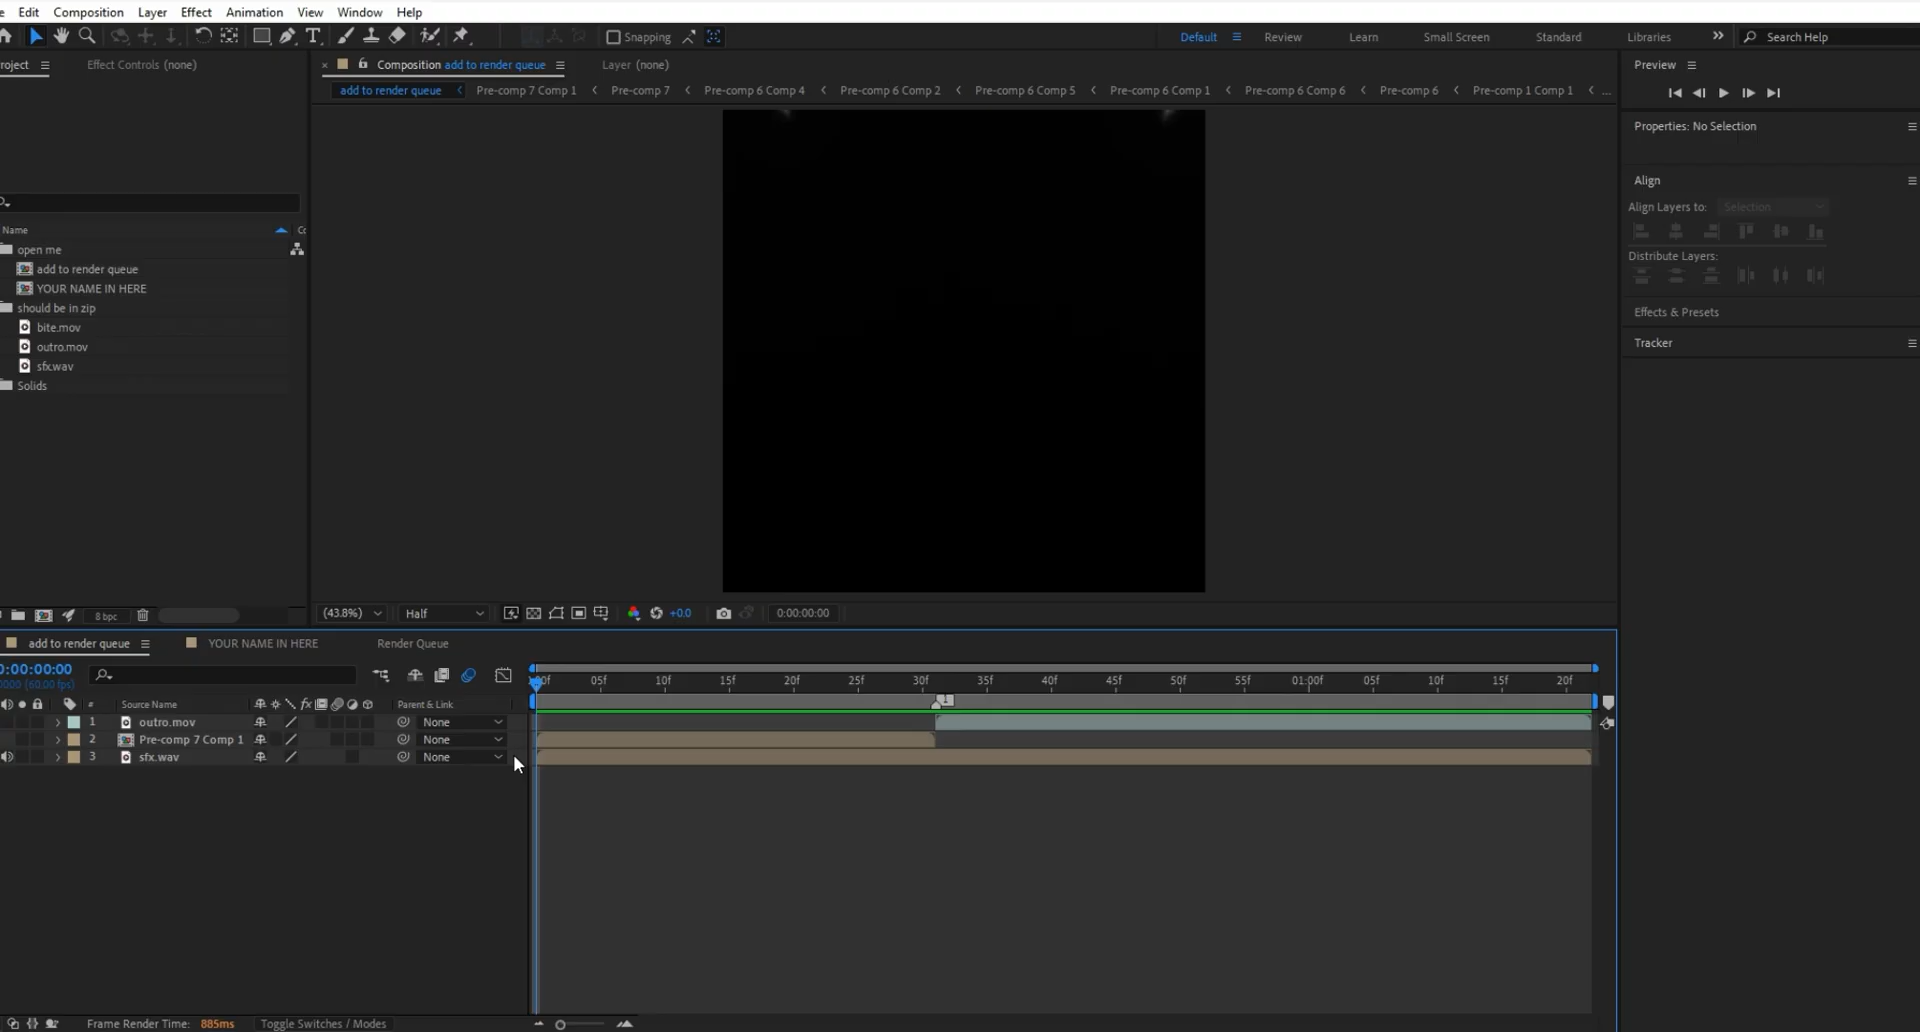 e Edit Composition Layer Effect Animation View Window Help
Snapping Default Review Learn Small Screen Standard Libraries Search Help
roject Effect Controls (none)
Composition add to render queue Layer (none)
Preview
add to render queue Pre-comp 7 Comp 1 Pre-comp 7 Pre-comp 6 Comp 4 Pre-comp 6 Comp 2 Pre-comp 6 Comp 5 Pre-comp 6 Comp 1 Pre-comp 6 Comp 6 Pre-comp 6 Pre-comp 1 Comp 1 ...
Properties: No Selection
Align
Align Layers to: Selection
Distribute Layers:
Effects & Presets
Tracker
Name
open me
add to render queue
YOUR NAME IN HERE
should be in zip
bite.mov
outro.mov
sfx.wav
Solids
8 bpc
(43.8%) Half +0.0 0:00:00:00
add to render queue YOUR NAME IN HERE Render Queue
0:00:00:00
0000 (60.00 fps)
05f 10f 15f 20f 25f 30f 35f 40f 45f 50f 55f 01:00f 05f 10f 15f 20f
# Source Name fx Parent & Link
1
1 outro.mov None
2 Pre-comp 7 Comp 1 None
3 sfx.wav None
Frame Render Time: 885ms Toggle Switches / Modes